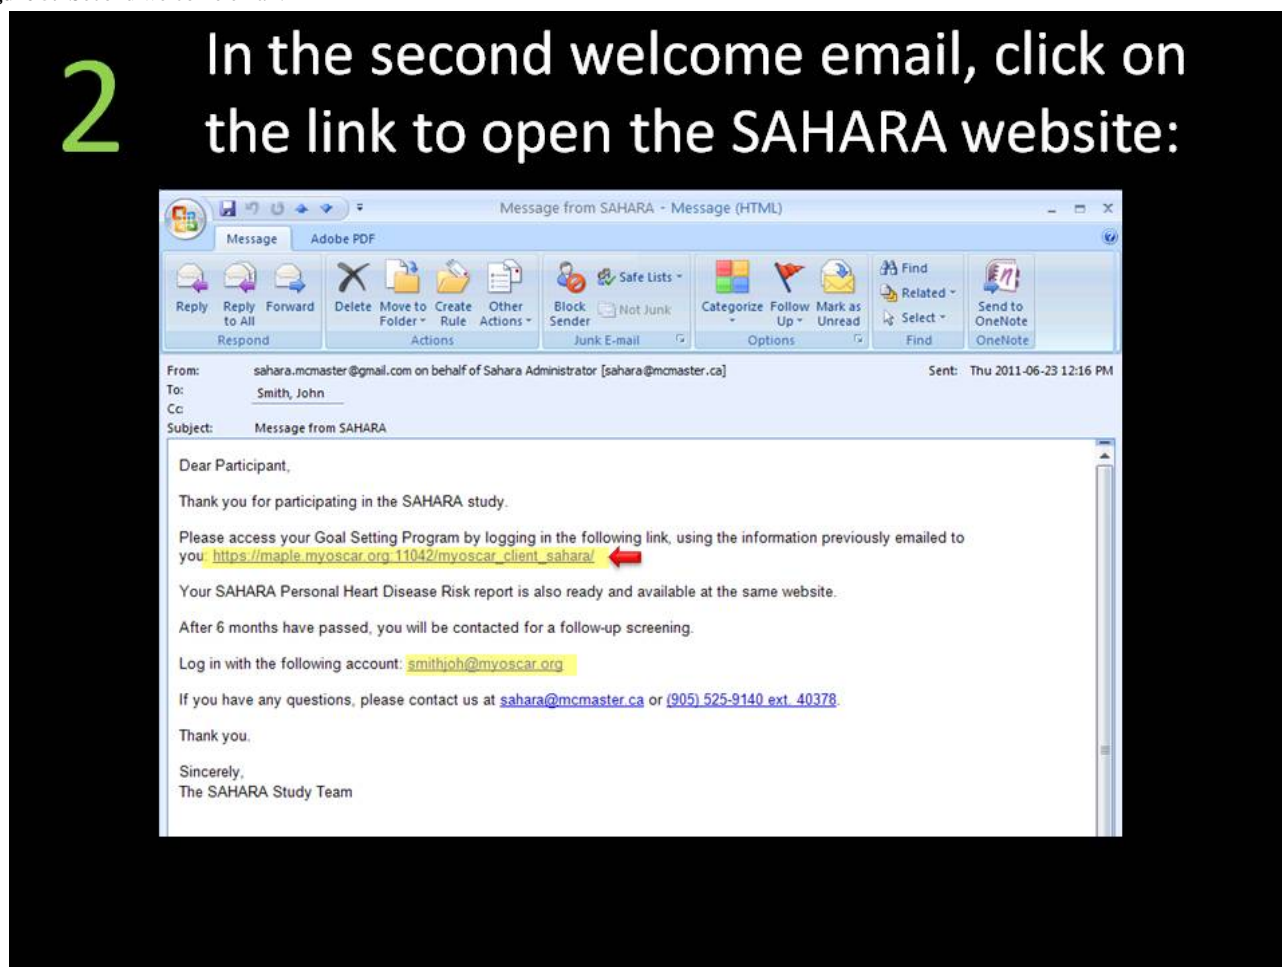 2
In the second welcome email, click on
the link to open the SAHARA website:
Message from SAHARA - Message (HTML)
Message Adobe PDF
Reply
Reply to All
Forward
Respond
Delete
Move to Folder
Create Rule
Other Actions
Actions
Block Sender
Safe Lists
Not Junk
Junk E-mail
Categorize
Follow Up
Mark as Unread
Options
Find
Related
Select
Find
Send to OneNote
OneNote
From: sahara.mcmaster@gmail.com on behalf of Sahara Administrator [sahara@mcmaster.ca] Sent: Thu 2011-06-23 12:16 PM
To: Smith, John
Cc:
Subject: Message from SAHARA
Dear Participant,
Thank you for participating in the SAHARA study.
Please access your Goal Setting Program by logging in the following link, using the information previously emailed to
you: https://maple.myoscar.org:11042/myoscar_client_sahara/
Your SAHARA Personal Heart Disease Risk report is also ready and available at the same website.
After 6 months have passed, you will be contacted for a follow-up screening.
Log in with the following account: smithjoh@myoscar.org
If you have any questions, please contact us at sahara@mcmaster.ca or (905) 525-9140 ext. 40378.
Thank you.
Sincerely,
The SAHARA Study Team